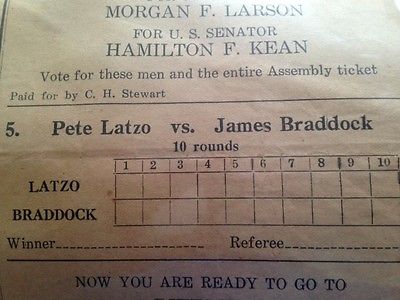 MORGAN F. LARSON
FOR U. S. SENATOR
HAMILTON F. KEAN
Vote for these men and the entire Assembly ticket
Paid for by C. H. Stewart
5. Pete Latzo vs. James Braddock
10 rounds
1 2 3 4 5 6 7 8 9 10
LATZO
BRADDOCK
Winner Referee
NOW YOU ARE READY TO GO TO